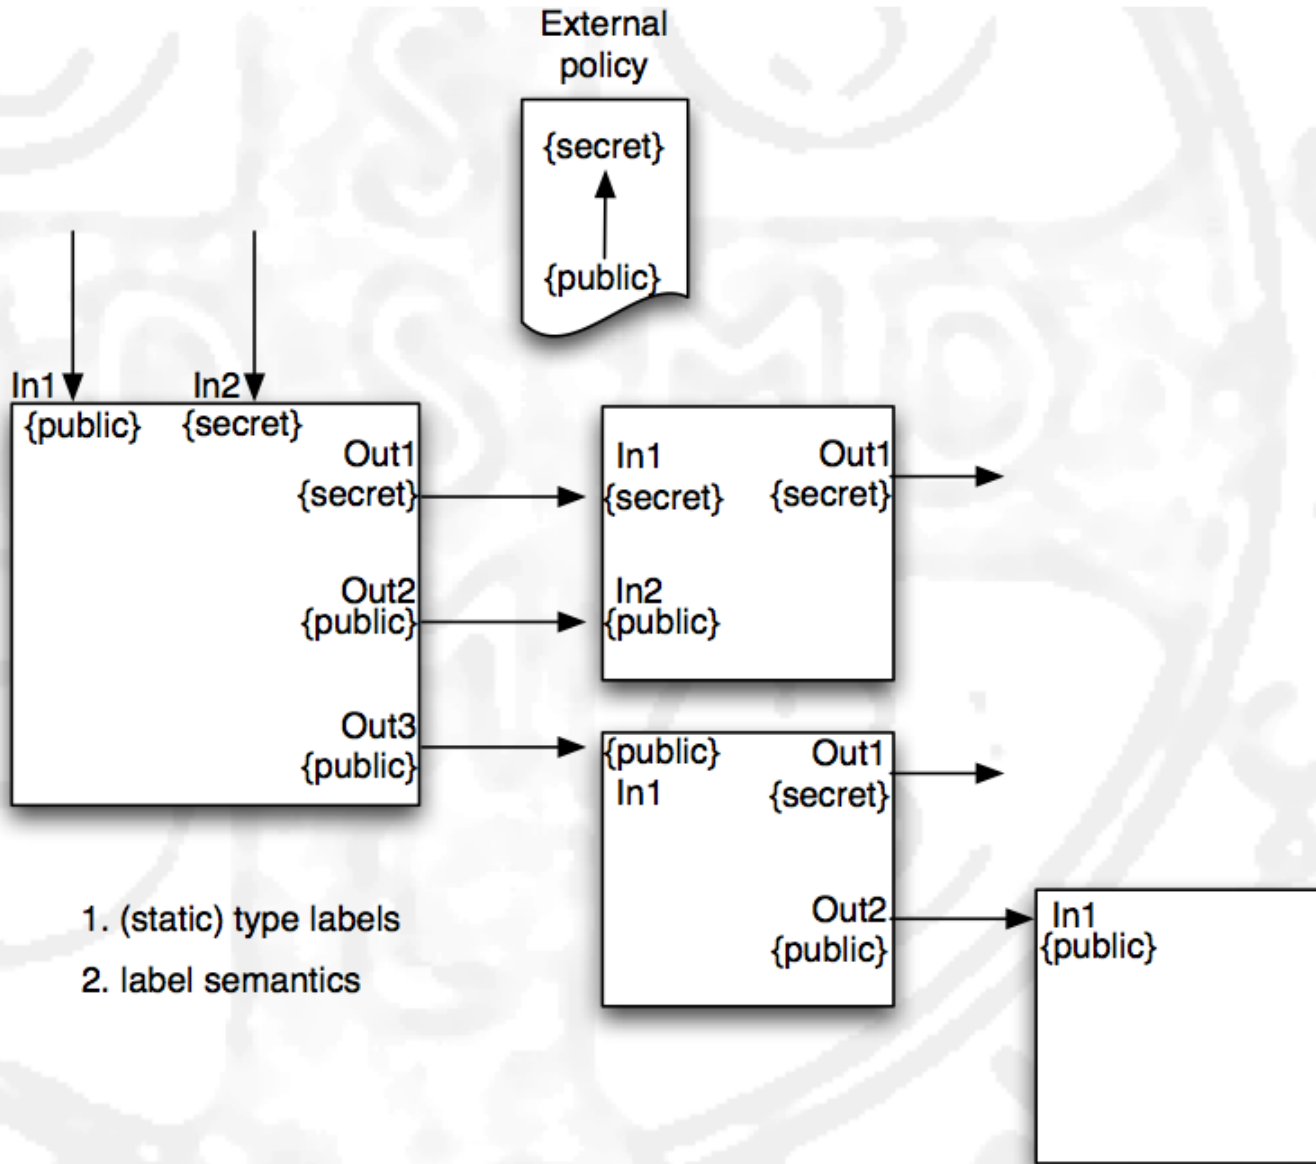 External
policy
{secret}
{public}
In1
In2
{public}
{secret}
Out1
{secret}
Out2
{public}
Out3
{public}
In1
{secret}
Out1
{secret}
In2
{public}
{public}
In1
Out1
{secret}
Out2
{public}
In1
{public}
1. (static) type labels
2. label semantics